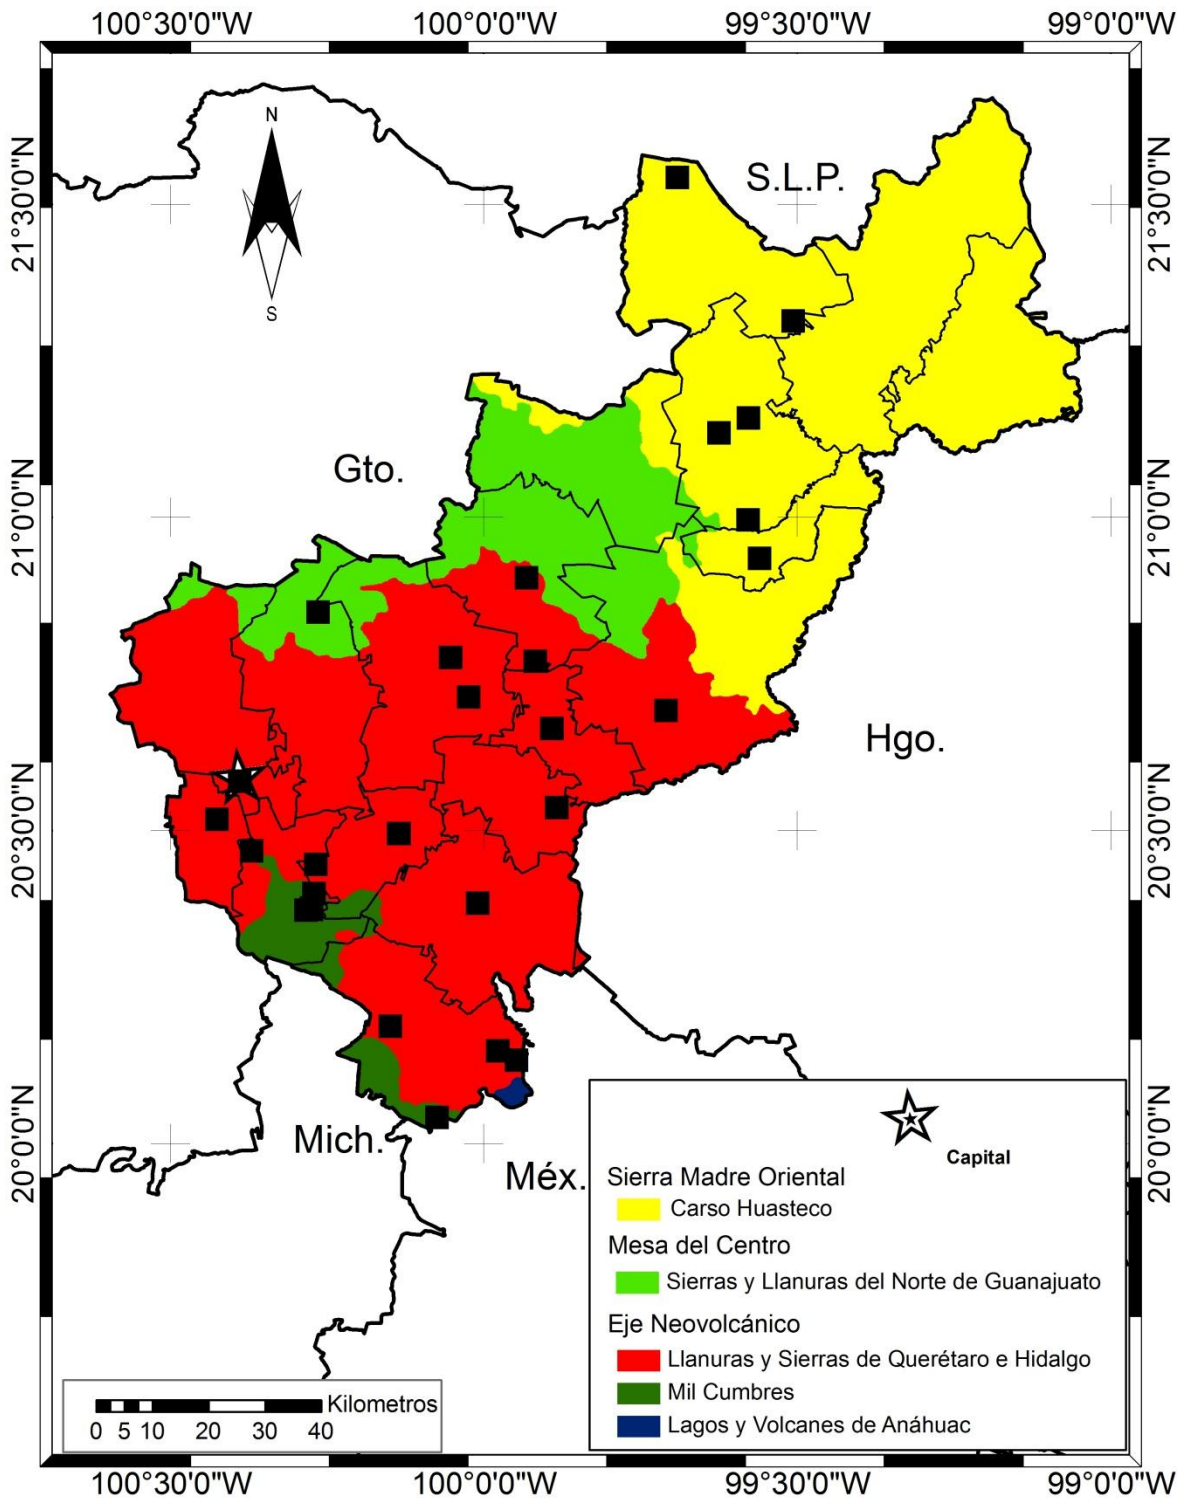 100°30'0"W 100°0'0"W 99°30'0"W 99°0'0"W
N
S
S.L.P.
21°30'0"N 21°30'0"N
Gto.
21°0'0"N 21°0'0"N
Hgo.
20°30'0"N 20°30'0"N
Mich.
Méx.
20°0'0"N 20°0'0"N
Capital
Sierra Madre Oriental
Carso Huasteco
Mesa del Centro
Sierras y Llanuras del Norte de Guanajuato
Eje Neovolcánico
Llanuras y Sierras de Querétaro e Hidalgo
Mil Cumbres
Lagos y Volcanes de Anáhuac
Kilometros
0 5 10 20 30 40
100°30'0"W 100°0'0"W 99°30'0"W 99°0'0"W